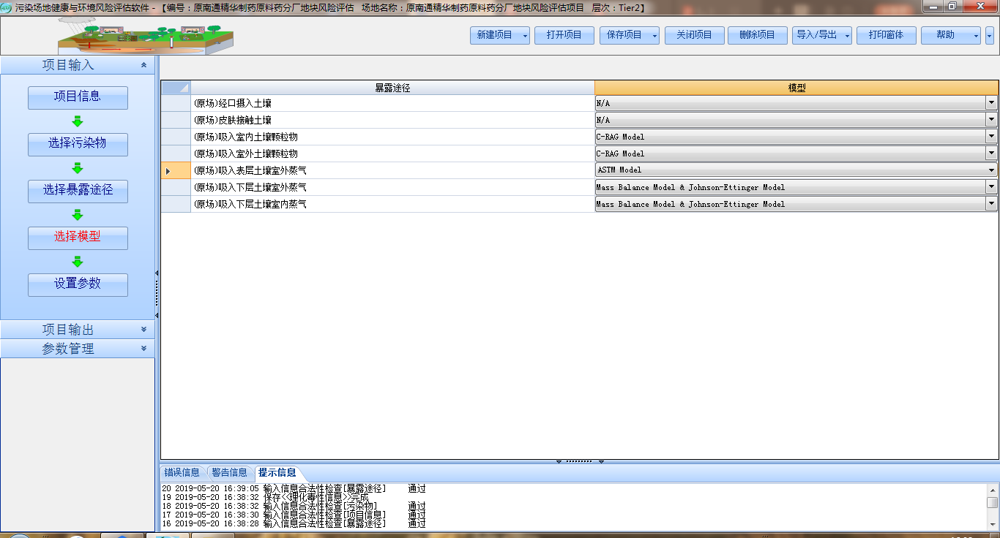 污染场地健康与环境风险评估软件 - 【编号：原南通精华制药原料药分厂地块风险评估 场地名称：原南通精华制药原料药分厂地块风险评估项目 层次：Tier2】
新建项目 打开项目 保存项目 关闭项目 删除项目 导入/导出 打印窗体 帮助
项目输入
项目信息
选择污染物
选择暴露途径
选择模型
设置参数
项目输出
参数管理
暴露途径 模型
(原场)经口摄入土壤 N/A
(原场)皮肤接触土壤 N/A
(原场)吸入室内土壤颗粒物 C-RAG Model
(原场)吸入室外土壤颗粒物 C-RAG Model
(原场)吸入表层土壤室外蒸气 ASTM Model
(原场)吸入下层土壤室外蒸气 Mass Balance Model & Johnson-Ettinger Model
(原场)吸入下层土壤室内蒸气 Mass Balance Model & Johnson-Ettinger Model
错误信息 警告信息 提示信息
20 2019-05-20 16:39:05 输入信息合法性检查[暴露途径] 通过
19 2019-05-20 16:38:32 保存<<理化毒性信息>>完成
18 2019-05-20 16:38:32 输入信息合法性检查[污染物] 通过
17 2019-05-20 16:38:30 输入信息合法性检查[项目信息] 通过
16 2019-05-20 16:38:28 输入信息合法性检查[暴露途径] 通过